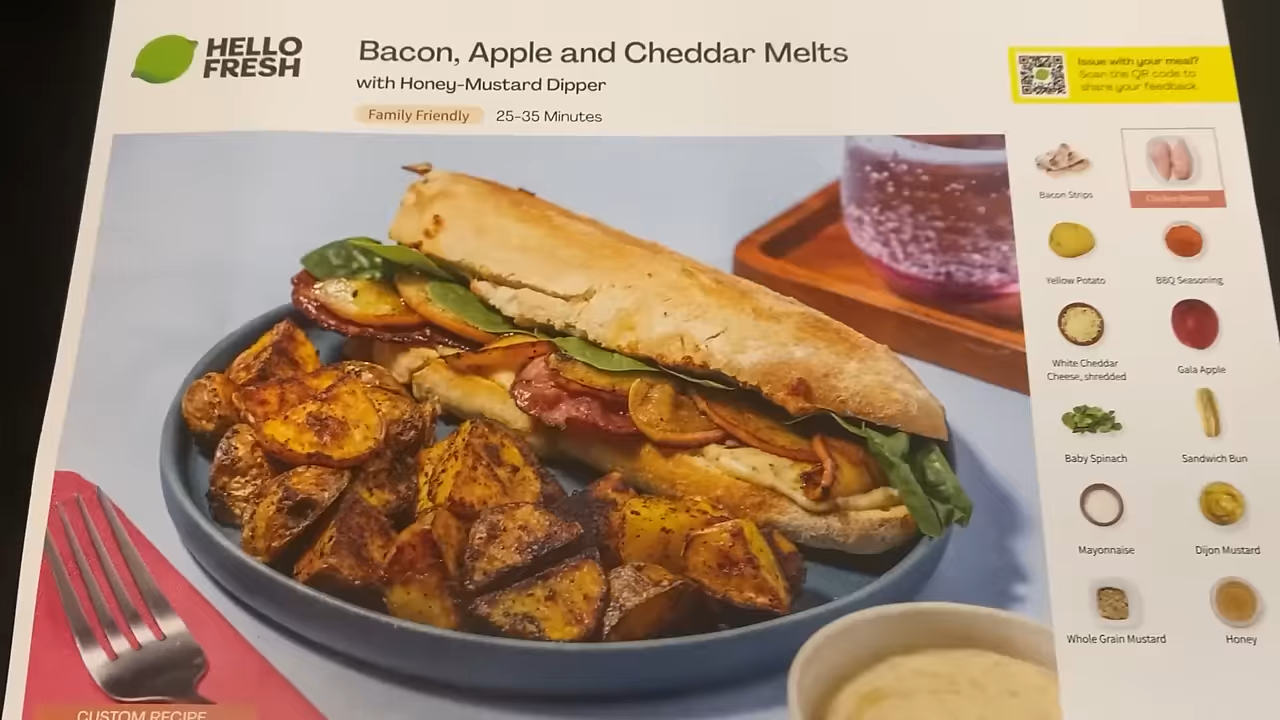 HELLO
FRESH
Bacon, Apple and Cheddar Melts
with Honey-Mustard Dipper
Family Friendly
25-35 Minutes
Issue with your meal?
Scan the QR code to
share your feedback.
Bacon Strips
Chicken Breasts
Yellow Potato
BBQ Seasoning
White Cheddar
Cheese, shredded
Gala Apple
Baby Spinach
Sandwich Bun
Mayonnaise
Dijon Mustard
Whole Grain Mustard
Honey
CUSTOM RECIPE